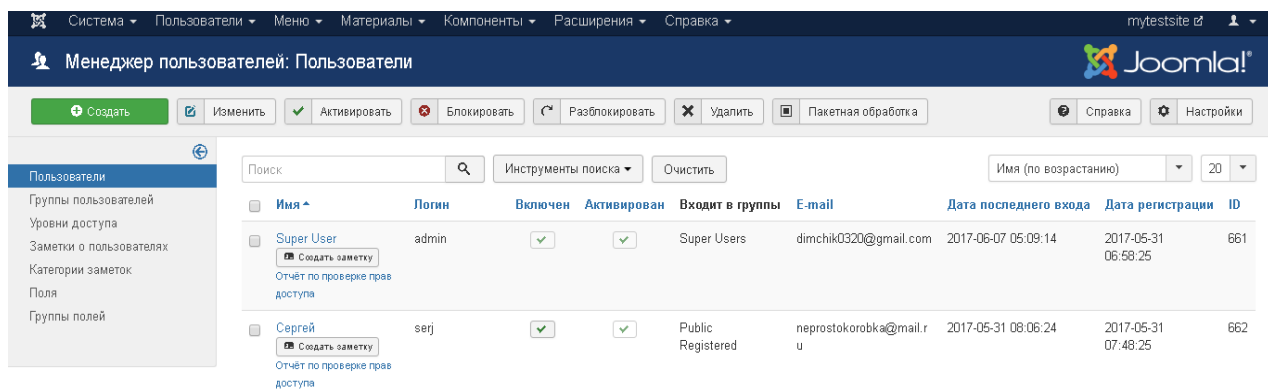 Система Пользователи Меню Материалы Компоненты Расширения Справка mytestsite
Менеджер пользователей: Пользователи Joomla!®
Создать Изменить Активировать Блокировать Разблокировать Удалить Пакетная обработка Справка Настройки
Поиск Инструменты поиска Очистить Имя (по возрастанию) 20
Пользователи
Группы пользователей
Уровни доступа
Заметки о пользователях
Категории заметок
Поля
Группы полей
Имя Логин Включен Активирован Входит в группы E-mail Дата последнего входа Дата регистрации ID
Super User admin Super Users dimchik0320@gmail.com 2017-06-07 05:09:14 2017-05-31 661
06:58:25
Создать заметку
Отчёт по проверке прав
доступа
Сергей serj Public neprostokorobka@mail.r 2017-05-31 08:06:24 2017-05-31 662
Registered u 07:48:25
Создать заметку
Отчёт по проверке прав
доступа